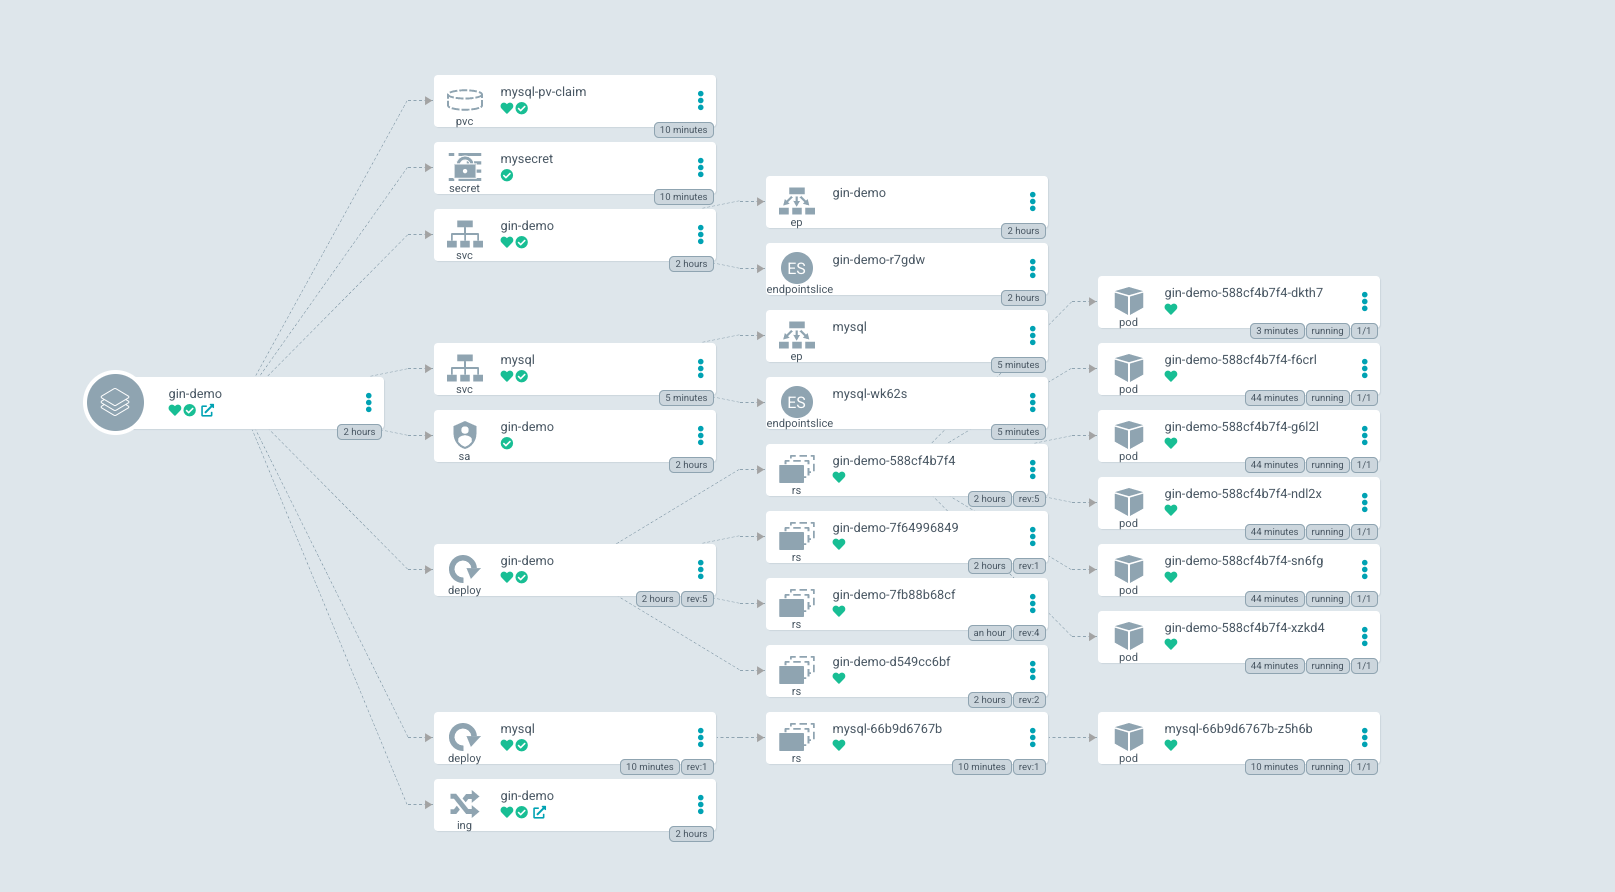 gin-demo
2 hours
mysql-pv-claim
pvc
10 minutes
mysecret
secret
10 minutes
gin-demo
svc
2 hours
mysql
svc
5 minutes
gin-demo
sa
2 hours
gin-demo
deploy
2 hours rev:5
mysql
deploy
10 minutes rev:1
gin-demo
ing
2 hours
gin-demo
ep
2 hours
ES
gin-demo-r7gdw
endpointslice
2 hours
mysql
ep
5 minutes
ES
mysql-wk62s
endpointslice
5 minutes
gin-demo-588cf4b7f4
rs
2 hours rev:5
gin-demo-7f64996849
rs
2 hours rev:1
gin-demo-7fb88b68cf
rs
an hour rev:4
gin-demo-d549cc6bf
rs
2 hours rev:2
mysql-66b9d6767b
rs
10 minutes rev:1
gin-demo-588cf4b7f4-dkth7
pod
3 minutes running 1/1
gin-demo-588cf4b7f4-f6crl
pod
44 minutes running 1/1
gin-demo-588cf4b7f4-g6l2l
pod
44 minutes running 1/1
gin-demo-588cf4b7f4-ndl2x
pod
44 minutes running 1/1
gin-demo-588cf4b7f4-sn6fg
pod
44 minutes running 1/1
gin-demo-588cf4b7f4-xzkd4
pod
44 minutes running 1/1
mysql-66b9d6767b-z5h6b
pod
10 minutes running 1/1